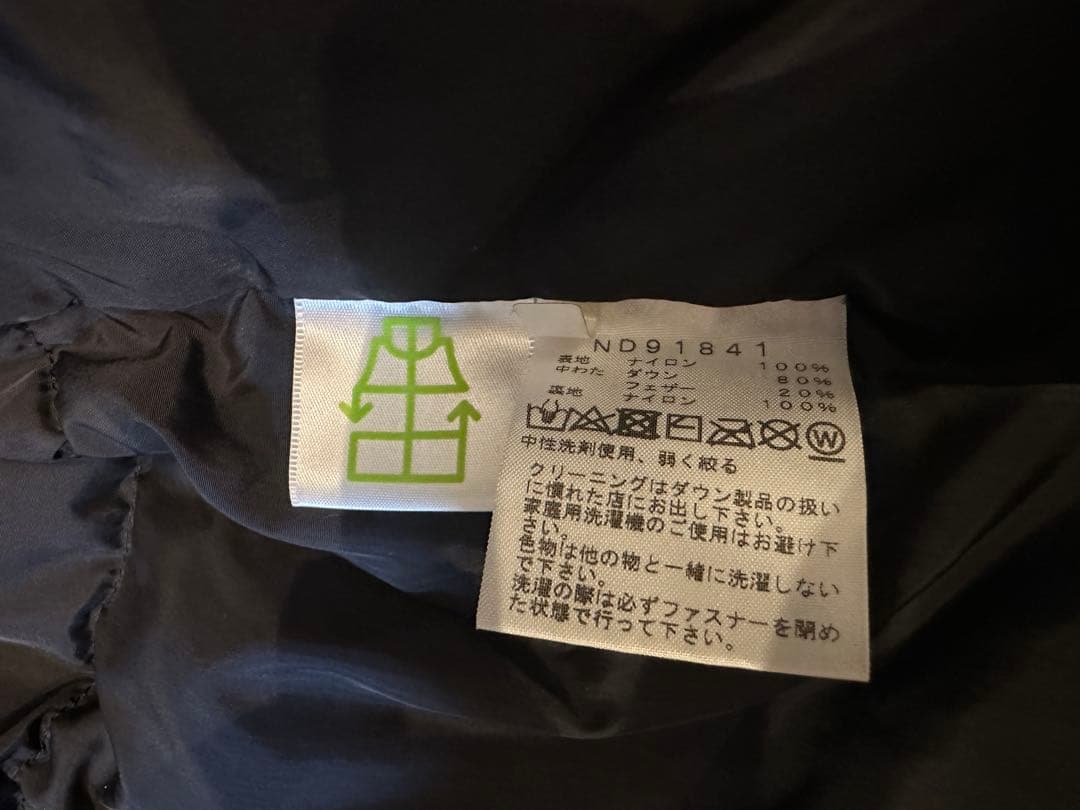 ND91841
表地 ナイロン 100%
中わた ダウン 80%
フェザー 20%
裏地 ナイロン 100%
W
中性洗剤使用、弱く絞る
クリーニングはダウン製品の扱い
に慣れた店にお出し下さい。
家庭用洗濯機のご使用はお避け下
さい。
色物は他の物と一緒に洗濯しない
で下さい。
洗濯の際は必ずファスナーを閉め
た状態で行って下さい。